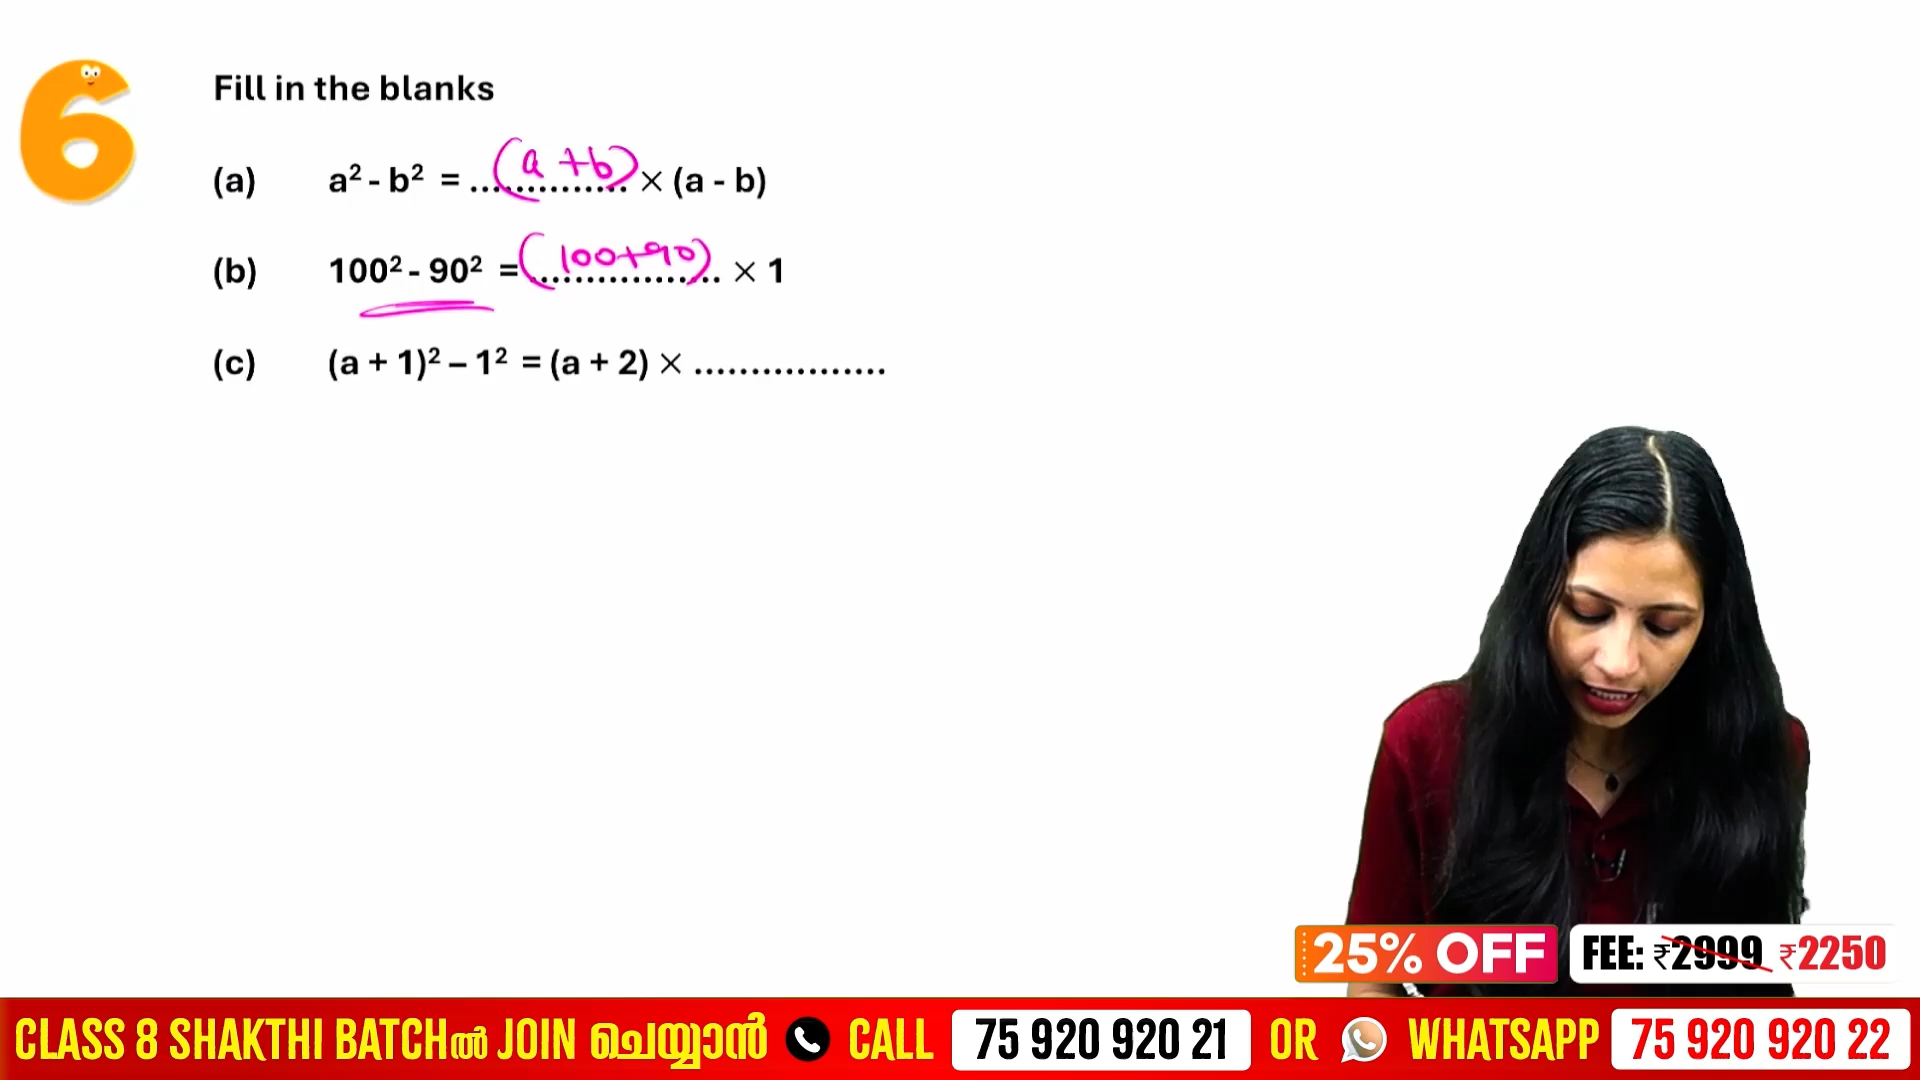 6
Fill in the blanks
(a) a² - b² = ..............(a + b) × (a - b)
(b) 100² - 90² = ................(100+90) × 1
(c) (a + 1)² – 1² = (a + 2) × .................
25% OFF FEE: ₹2999 ₹2250
CLASS 8 SHAKTHI BATCHൽ JOIN ചെയ്യാൻ CALL 75 920 920 21 OR WHATSAPP 75 920 920 22